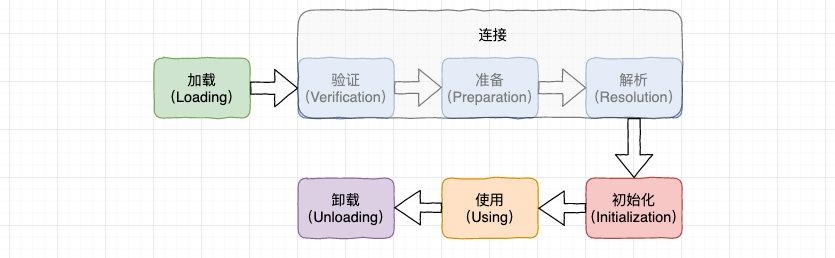 连接
加载
(Loading)
验证
(Verification)
准备
(Preparation)
解析
(Resolution)
初始化
(Initialization)
使用
(Using)
卸载
(Unloading)